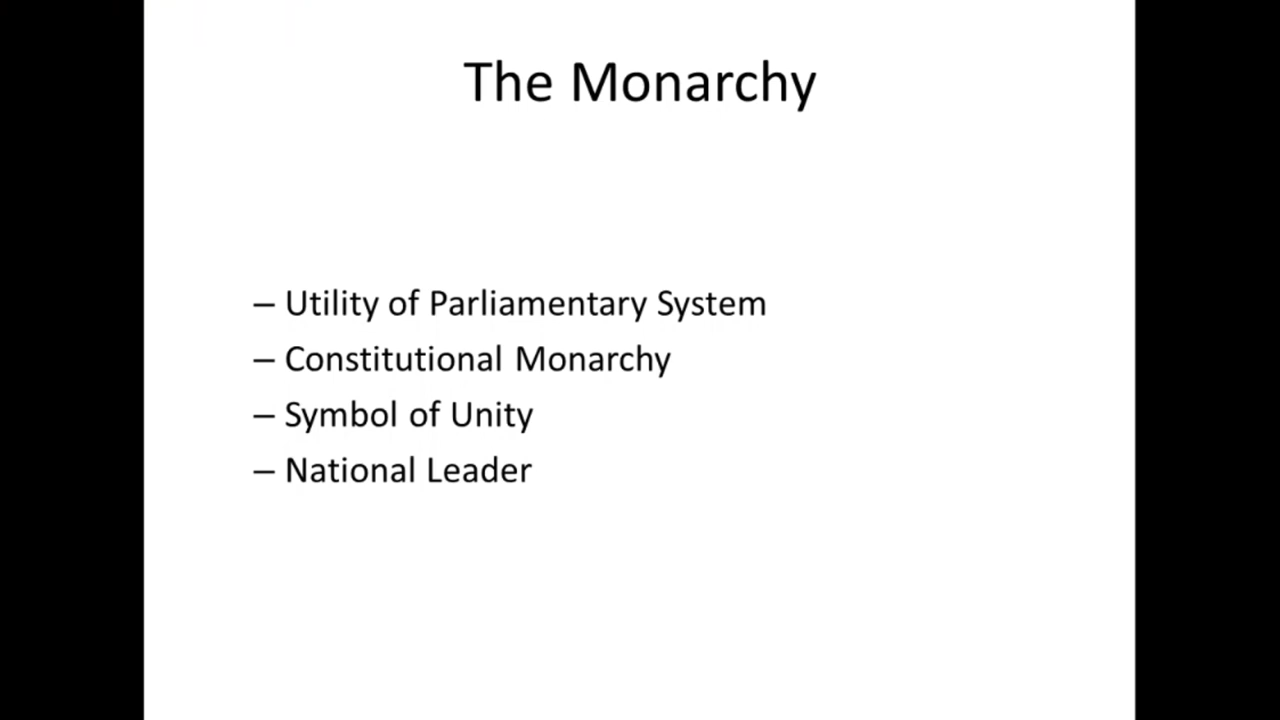 The Monarchy
– Utility of Parliamentary System
– Constitutional Monarchy
– Symbol of Unity
– National Leader